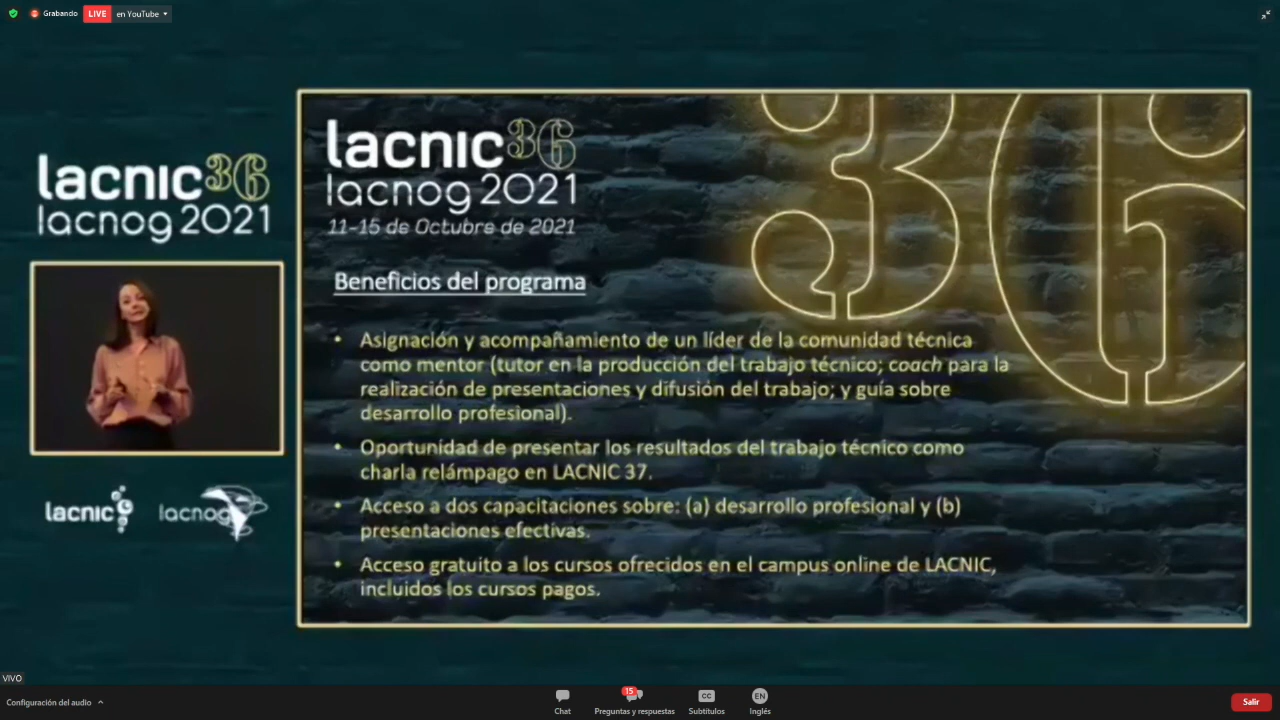 Grabando
LIVE
en YouTube
lacnic36
lacnog 2021
lacnic
lacnog
lacnic36
lacnog 2021
11-15 de Octubre de 2021
Beneficios del programa
• Asignación y acompañamiento de un líder de la comunidad técnica
como mentor (tutor en la producción del trabajo técnico; coach para la
realización de presentaciones y difusión del trabajo; y guía sobre
desarrollo profesional).
• Oportunidad de presentar los resultados del trabajo técnico como
charla relámpago en LACNIC 37.
• Acceso a dos capacitaciones sobre: (a) desarrollo profesional y (b)
presentaciones efectivas.
• Acceso gratuito a los cursos ofrecidos en el campus online de LACNIC,
incluidos los cursos pagos.
36
VIVO
Configuración del audio
Chat
15
Preguntas y respuestas
CC
Subtítulos
EN
Inglés
Salir